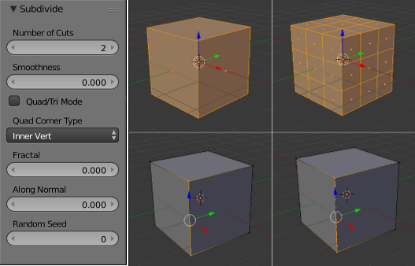 Subdivide
Number of Cuts
2
Smoothness
0.000
Quad/Tri Mode
Quad Corner Type
Inner Vert
Fractal
0.000
Along Normal
0.000
Random Seed
0